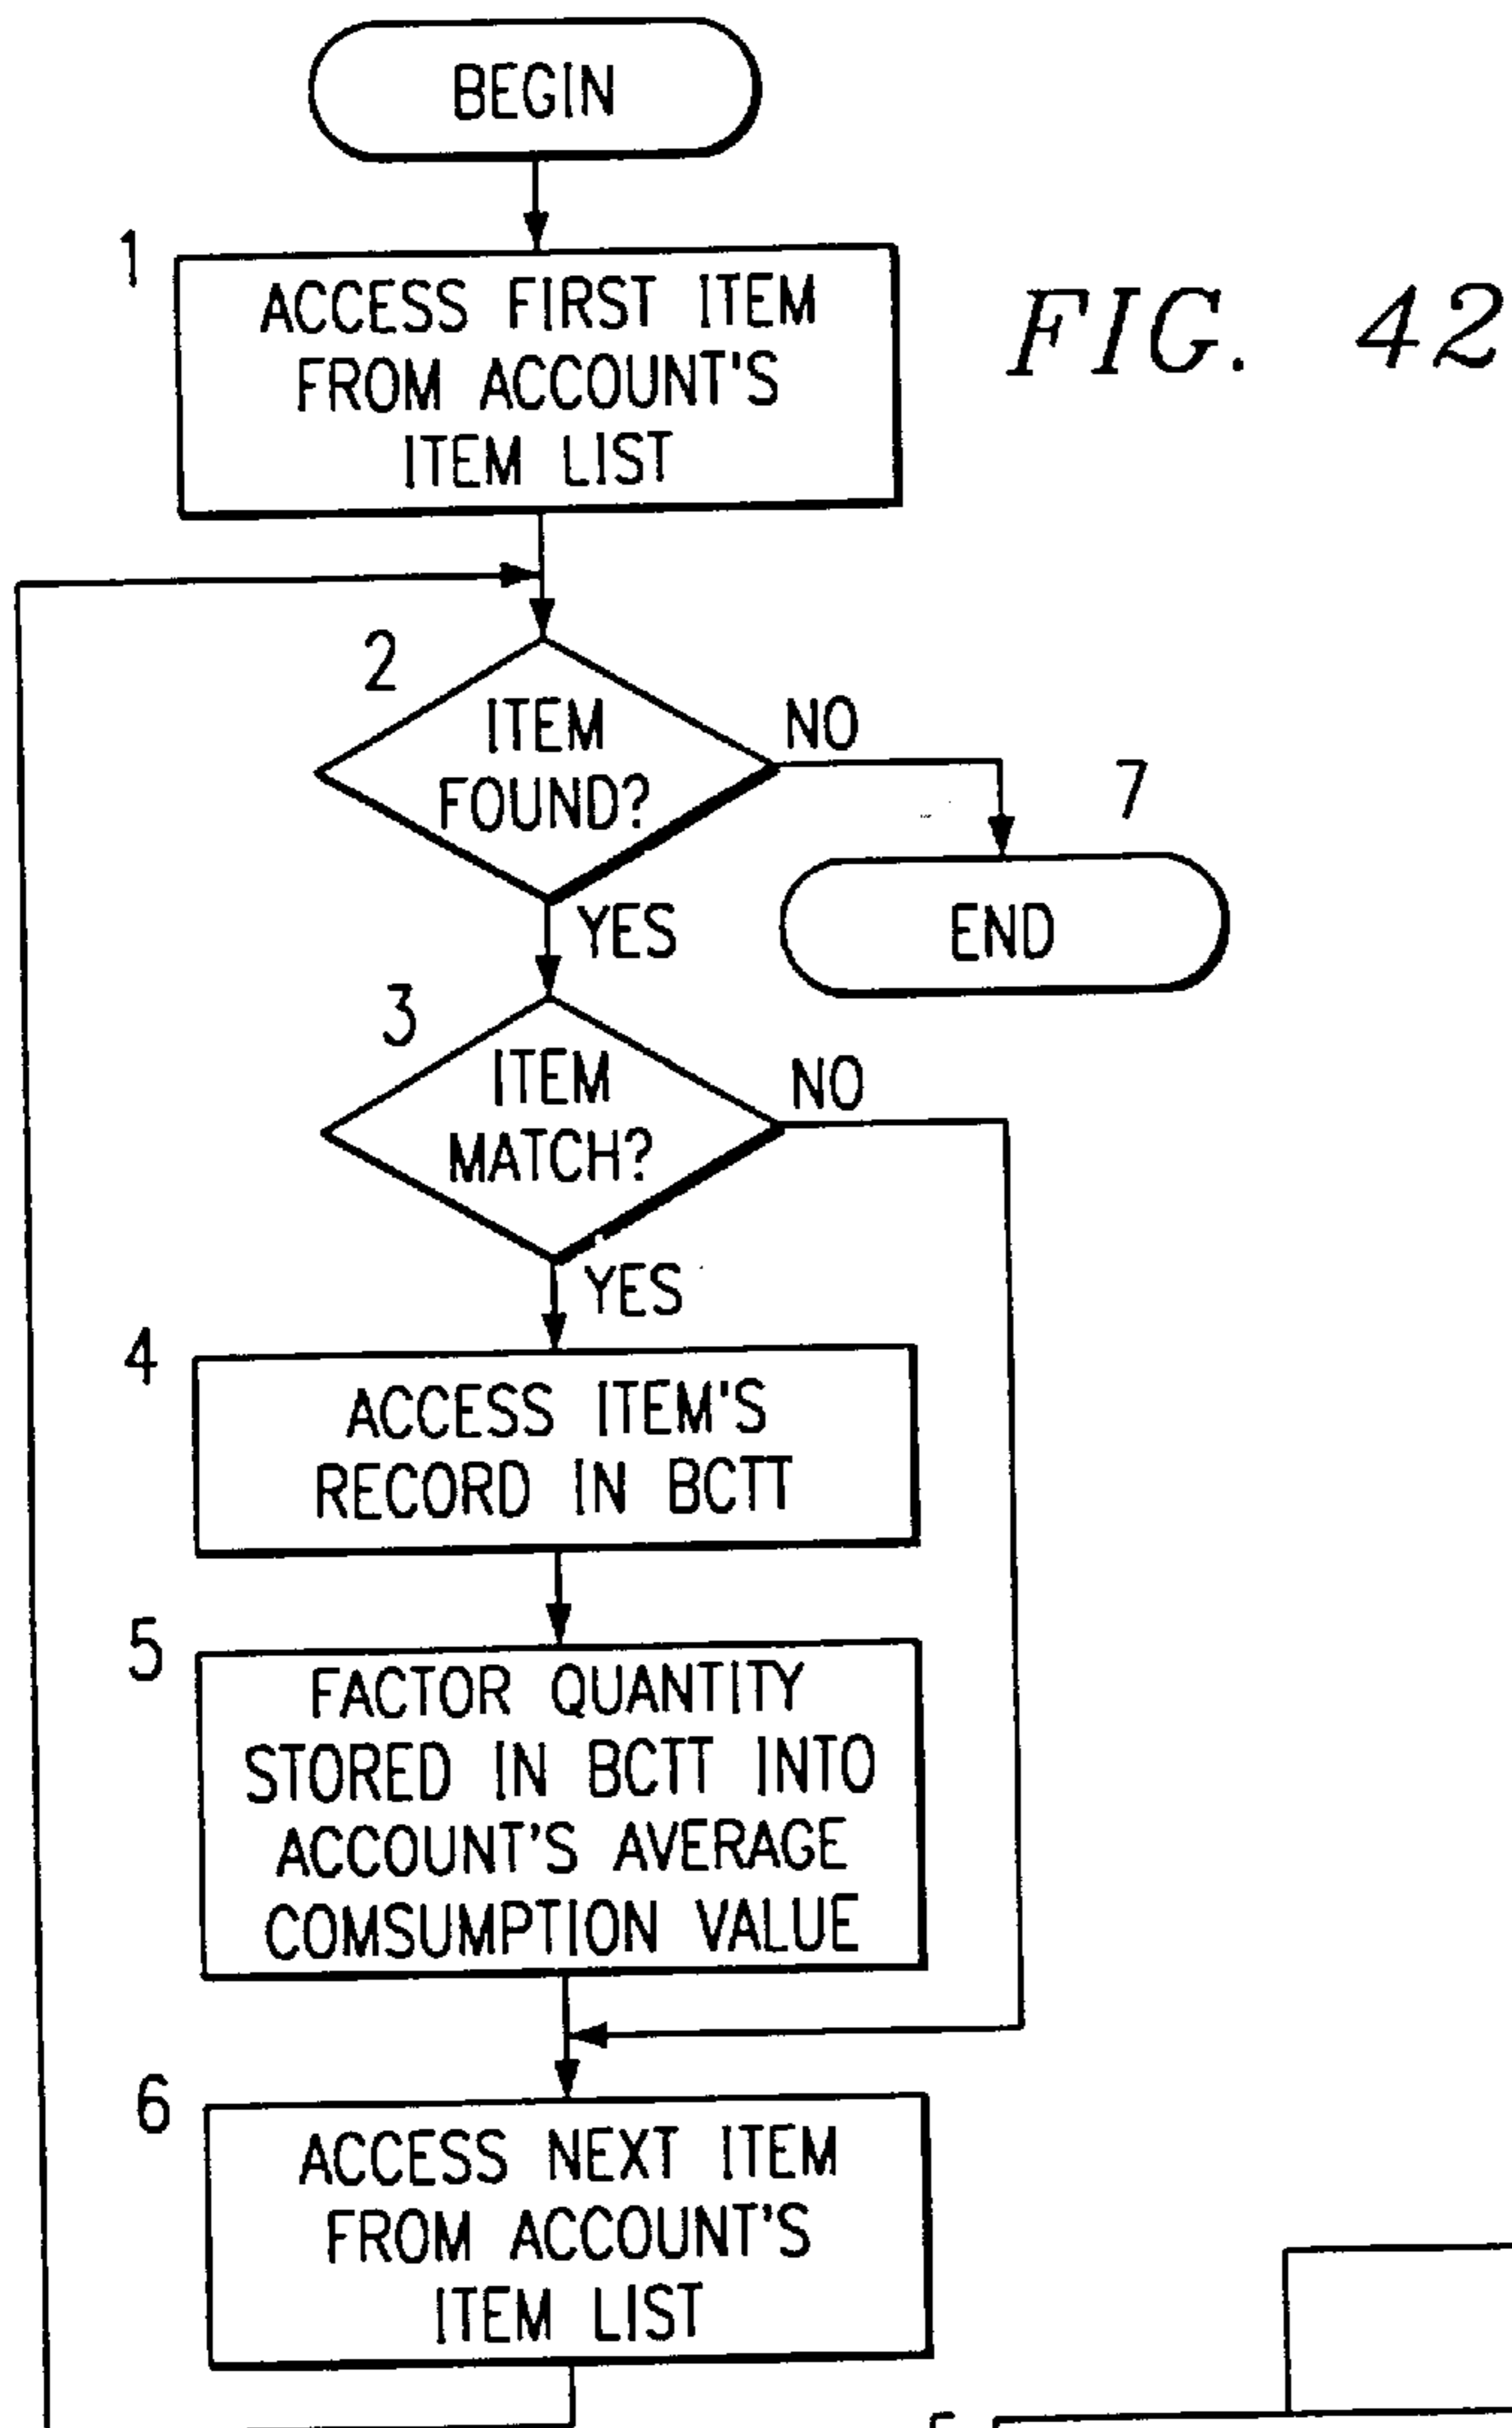 BEGIN
1
ACCESS FIRST ITEM
FROM ACCOUNT'S
ITEM LIST
FIG. 42
2
ITEM
FOUND?
NO
7
END
YES
3
ITEM
MATCH?
NO
YES
4
ACCESS ITEM'S
RECORD IN BCTT
5
FACTOR QUANTITY
STORED IN BCTT INTO
ACCOUNT'S AVERAGE
COMSUMPTION VALUE
6
ACCESS NEXT ITEM
FROM ACCOUNT'S
ITEM LIST